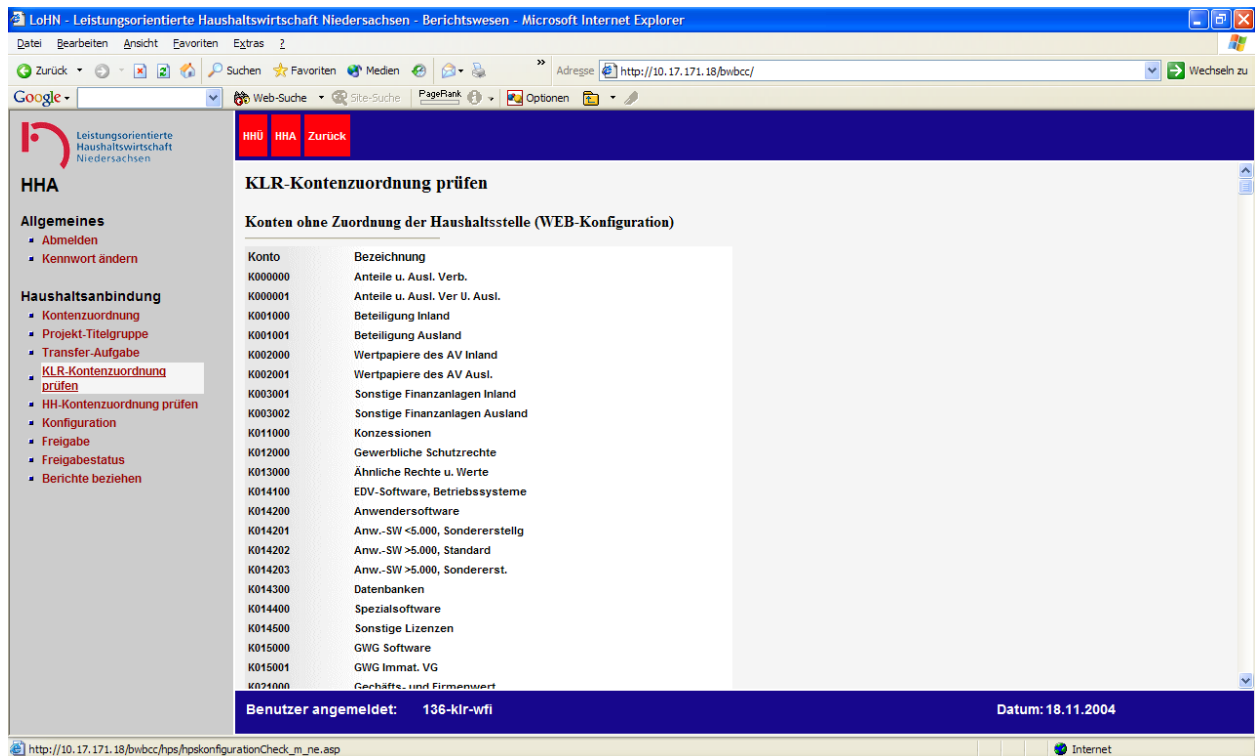 LoHN - Leistungsorientierte Haushaltswirtschaft Niedersachsen - Berichtswesen - Microsoft Internet Explorer
Datei Bearbeiten Ansicht Favoriten Extras ?
Zurück Suchen Favoriten Medien » Adresse http://10.17.171.18/bwbcc/ Wechseln zu
Google Web-Suche Site-Suche PageRank Optionen
Leistungsorientierte
Haushaltswirtschaft
Niedersachsen
HHA
Allgemeines
Abmelden
Kennwort ändern
Haushaltsanbindung
Kontenzuordnung
Projekt-Titelgruppe
Transfer-Aufgabe
KLR-Kontenzuordnung
prüfen
HH-Kontenzuordnung prüfen
Konfiguration
Freigabe
Freigabestatus
Berichte beziehen
HHÜ HHA Zurück
KLR-Kontenzuordnung prüfen
Konten ohne Zuordnung der Haushaltsstelle (WEB-Konfiguration)
Konto Bezeichnung
K000000 Anteile u. Ausl. Verb.
K000001 Anteile u. Ausl. Ver U. Ausl.
K001000 Beteiligung Inland
K001001 Beteiligung Ausland
K002000 Wertpapiere des AV Inland
K002001 Wertpapiere des AV Ausl.
K003001 Sonstige Finanzanlagen Inland
K003002 Sonstige Finanzanlagen Ausland
K011000 Konzessionen
K012000 Gewerbliche Schutzrechte
K013000 Ähnliche Rechte u. Werte
K014100 EDV-Software, Betriebssysteme
K014200 Anwendersoftware
K014201 Anw.-SW <5.000, Sondererstellg
K014202 Anw.-SW >5.000, Standard
K014203 Anw.-SW >5.000, Sondererst.
K014300 Datenbanken
K014400 Spezialsoftware
K014500 Sonstige Lizenzen
K015000 GWG Software
K015001 GWG Immat. VG
K021000 Gechäfts- und Firmenwert
Benutzer angemeldet: 136-klr-wfi Datum: 18.11.2004
http://10.17.171.18/bwbcc/hps/hpskonfigurationCheck_m_ne.asp Internet